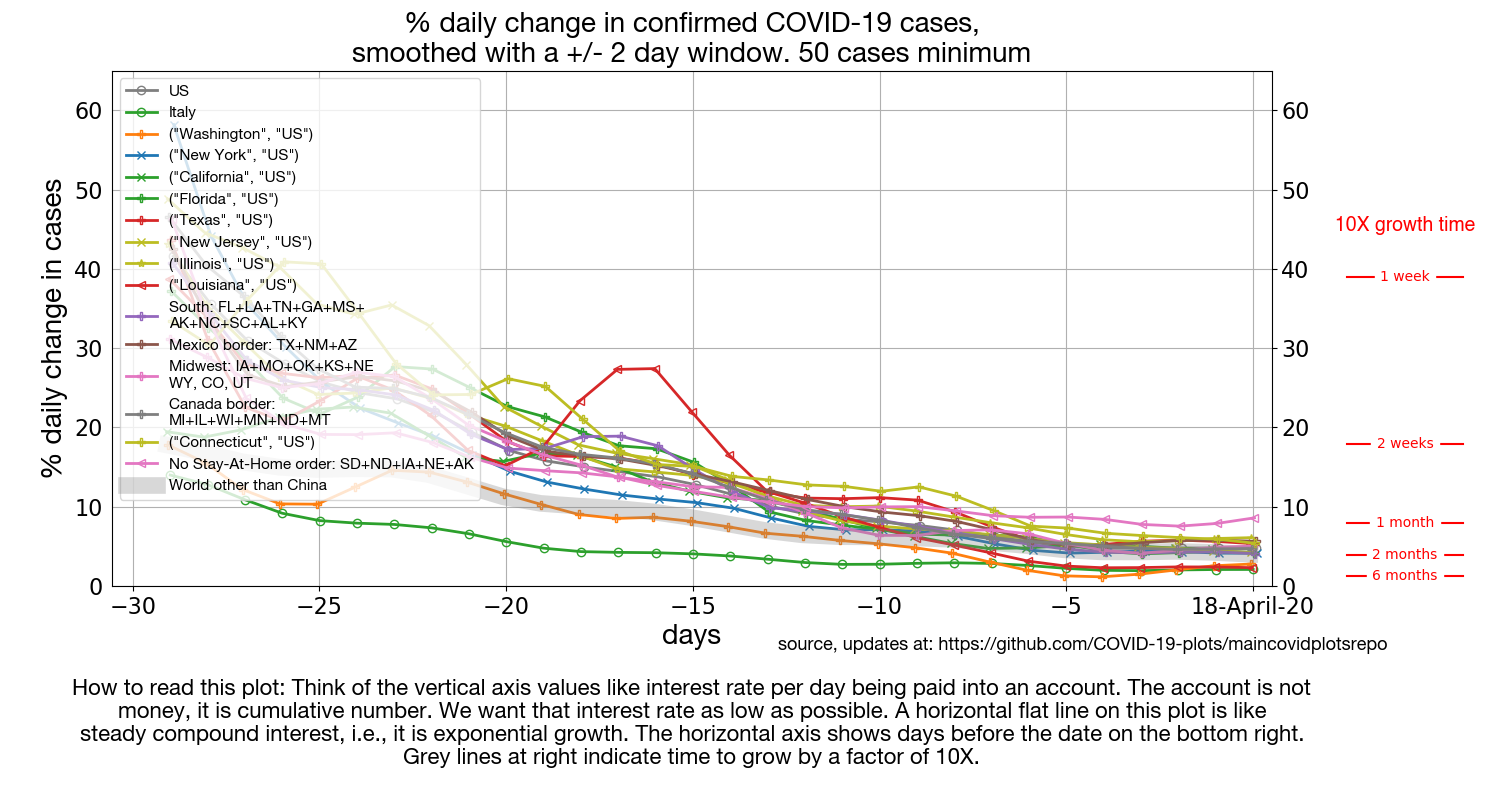 % daily change in confirmed COVID-19 cases,
smoothed with a +/- 2 day window. 50 cases minimum
% daily change in cases
60
50
40
30
20
10
0
US
Italy
("Washington", "US")
("New York", "US")
("California", "US")
("Florida", "US")
("Texas", "US")
("New Jersey", "US")
("Illinois", "US")
("Louisiana", "US")
South: FL+LA+TN+GA+MS+
AK+NC+SC+AL+KY
Mexico border: TX+NM+AZ
Midwest: IA+MO+OK+KS+NE
WY, CO, UT
Canada border:
MI+IL+WI+MN+ND+MT
("Connecticut", "US")
No Stay-At-Home order: SD+ND+IA+NE+AK
World other than China
60
50
40
30
20
10
0
10X growth time
1 week
2 weeks
1 month
2 months
6 months
−30
−25
−20
−15
−10
−5
18-April-20
days
source, updates at: https://github.com/COVID-19-plots/maincovidplotsrepo
How to read this plot: Think of the vertical axis values like interest rate per day being paid into an account. The account is not
money, it is cumulative number. We want that interest rate as low as possible. A horizontal flat line on this plot is like
steady compound interest, i.e., it is exponential growth. The horizontal axis shows days before the date on the bottom right.
Grey lines at right indicate time to grow by a factor of 10X.